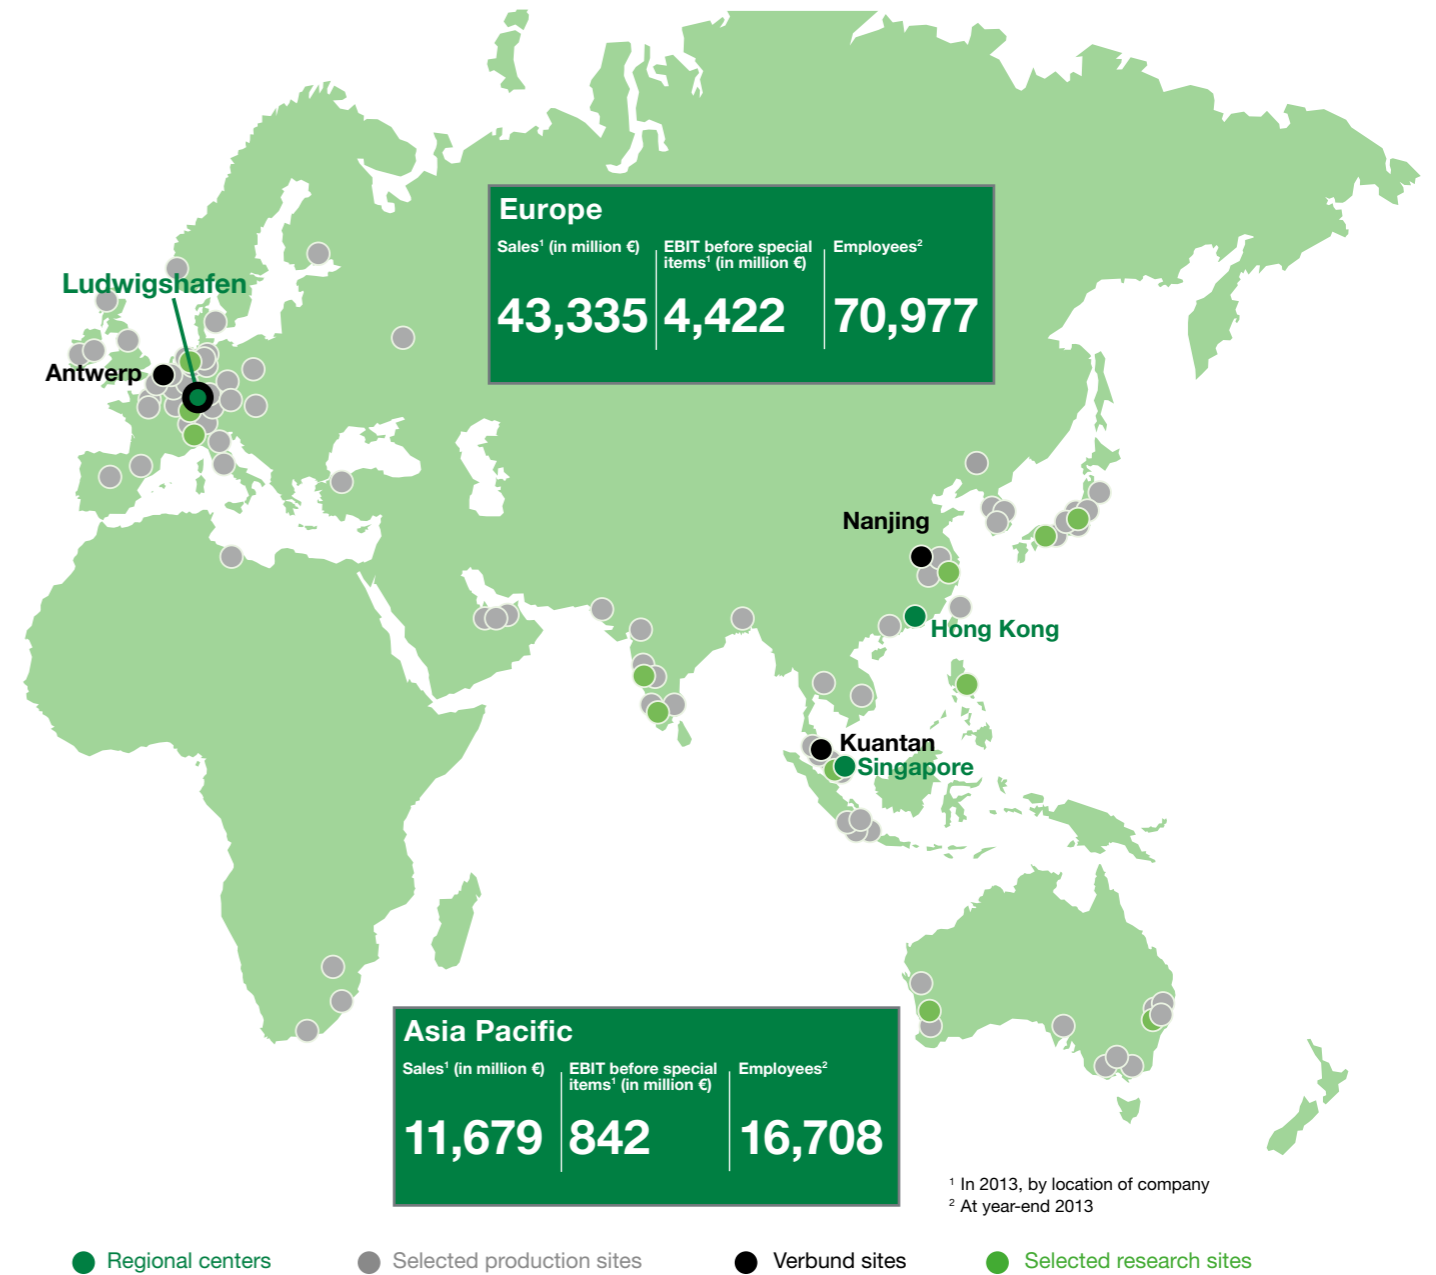 Europe
Sales¹ (in million €)
EBIT before special
items¹ (in million €)
Employees²
43,335
4,422
70,977
Ludwigshafen
Antwerp
Nanjing
Hong Kong
Kuantan
Singapore
Asia Pacific
Sales¹ (in million €)
EBIT before special
items¹ (in million €)
Employees²
11,679
842
16,708
¹ In 2013, by location of company
² At year-end 2013
Regional centers
Selected production sites
Verbund sites
Selected research sites